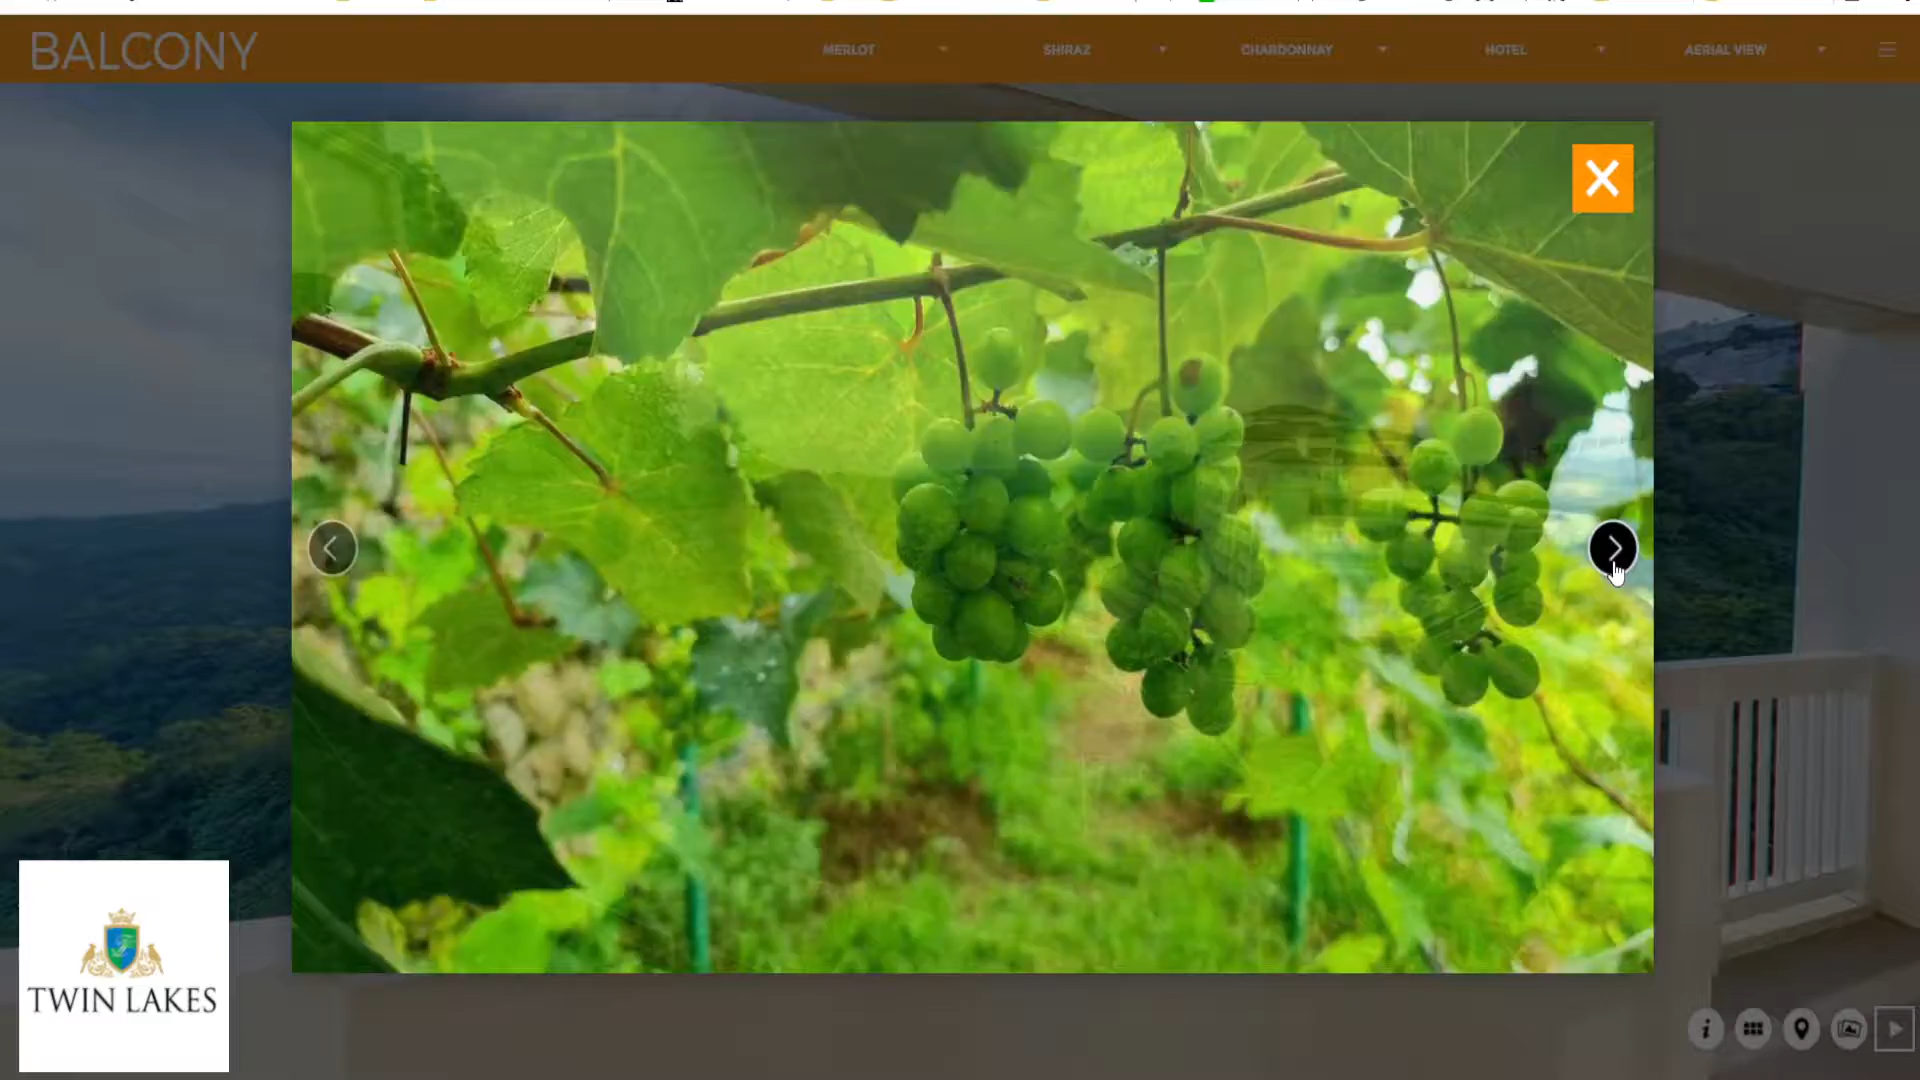 BALCONY
MERLOT
SHIRAZ
CHARDONNAY
HOTEL
AERIAL VIEW
TWIN LAKES